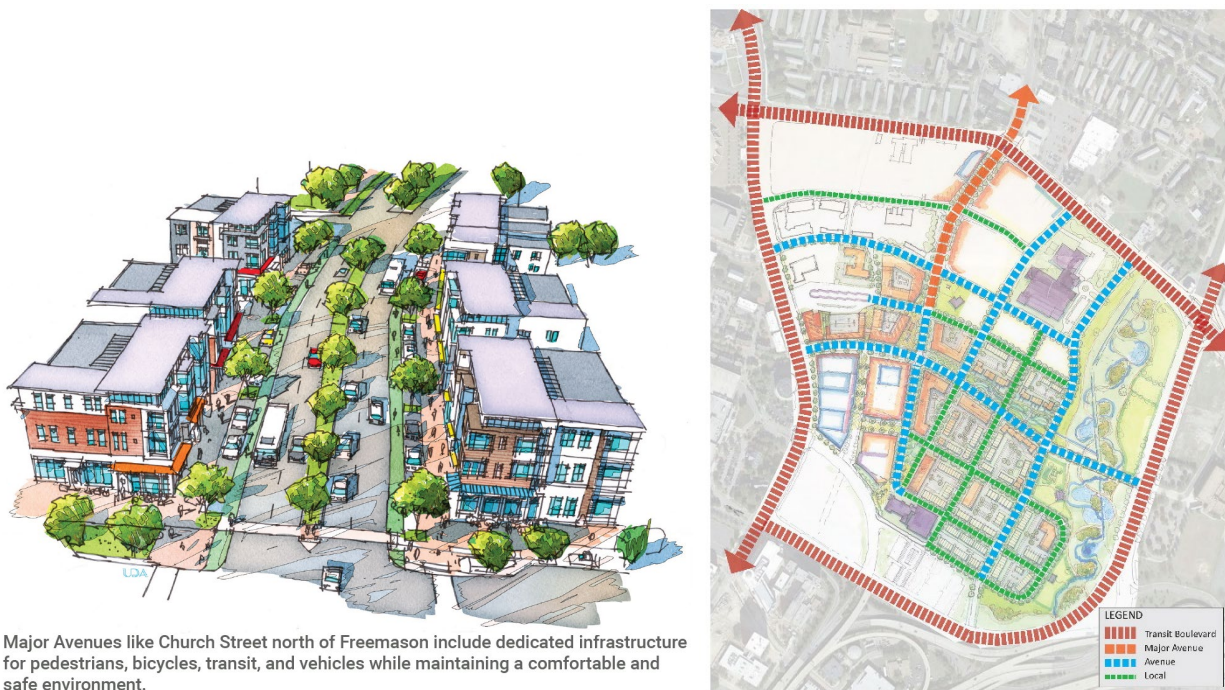 UDA
Major Avenues like Church Street north of Freemason include dedicated infrastructure
for pedestrians, bicycles, transit, and vehicles while maintaining a comfortable and
safe environment.
LEGEND
Transit Boulevard
Major Avenue
Avenue
Local